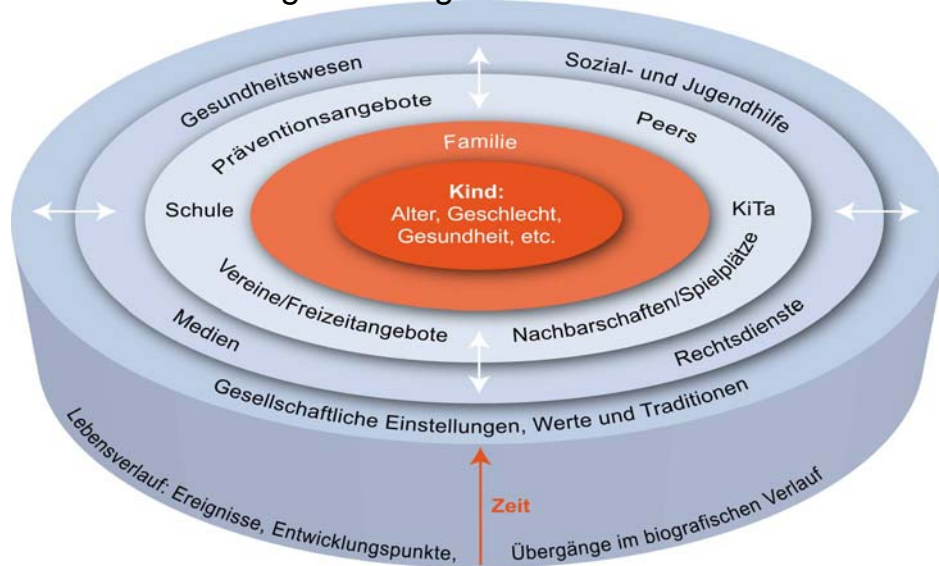 Gesundheitswesen
Sozial- und Jugendhilfe
Präventionsangebote
Peers
Familie
Kind:
Alter, Geschlecht,
Gesundheit, etc.
Schule
KiTa
Vereine/Freizeitangebote
Nachbarschaften/Spielplätze
Medien
Rechtsdienste
Gesellschaftliche Einstellungen, Werte und Traditionen
Zeit
Lebensverlauf: Ereignisse, Entwicklungspunkte,
Übergänge im biografischen Verlauf